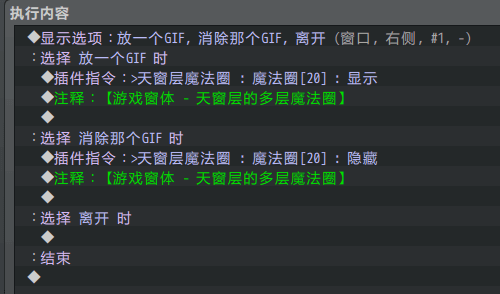 执行内容
◆显示选项：放一个GIF, 消除那个GIF, 离开 (窗口, 右侧, #1, -)
：选择 放一个GIF 时
◆插件指令：>天窗层魔法圈 : 魔法圈[20] : 显示
◆注释：【游戏窗体 - 天窗层的多层魔法圈】
◆
：选择 消除那个GIF 时
◆插件指令：>天窗层魔法圈 : 魔法圈[20] : 隐藏
◆注释：【游戏窗体 - 天窗层的多层魔法圈】
◆
：选择 离开 时
◆
：结束
◆